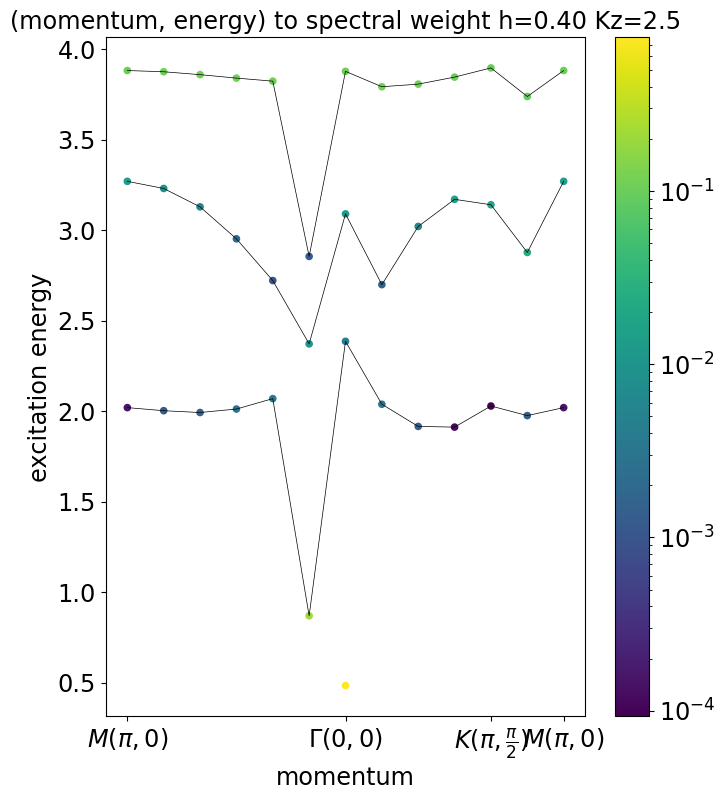 (momentum, energy) to spectral weight h=0.40 Kz=2.5
4.0
3.5
3.0
2.5
2.0
1.5
1.0
0.5
excitation energy
M(π, 0)
Γ(0, 0)
K(π, π/2)
M(π, 0)
momentum
10⁻¹
10⁻²
10⁻³
10⁻⁴